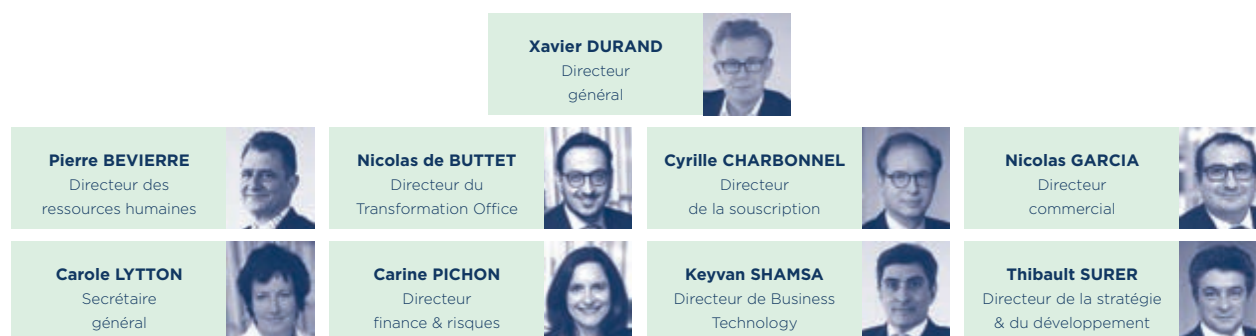 Xavier DURAND
Directeur
général
Pierre BEVIERRE
Directeur des
ressources humaines
Nicolas de BUTTET
Directeur du
Transformation Office
Cyrille CHARBONNEL
Directeur
de la souscription
Nicolas GARCIA
Directeur
commercial
Carole LYTTON
Secrétaire
général
Carine PICHON
Directeur
finance & risques
Keyvan SHAMSA
Directeur de Business
Technology
Thibault SURER
Directeur de la stratégie
& du développement